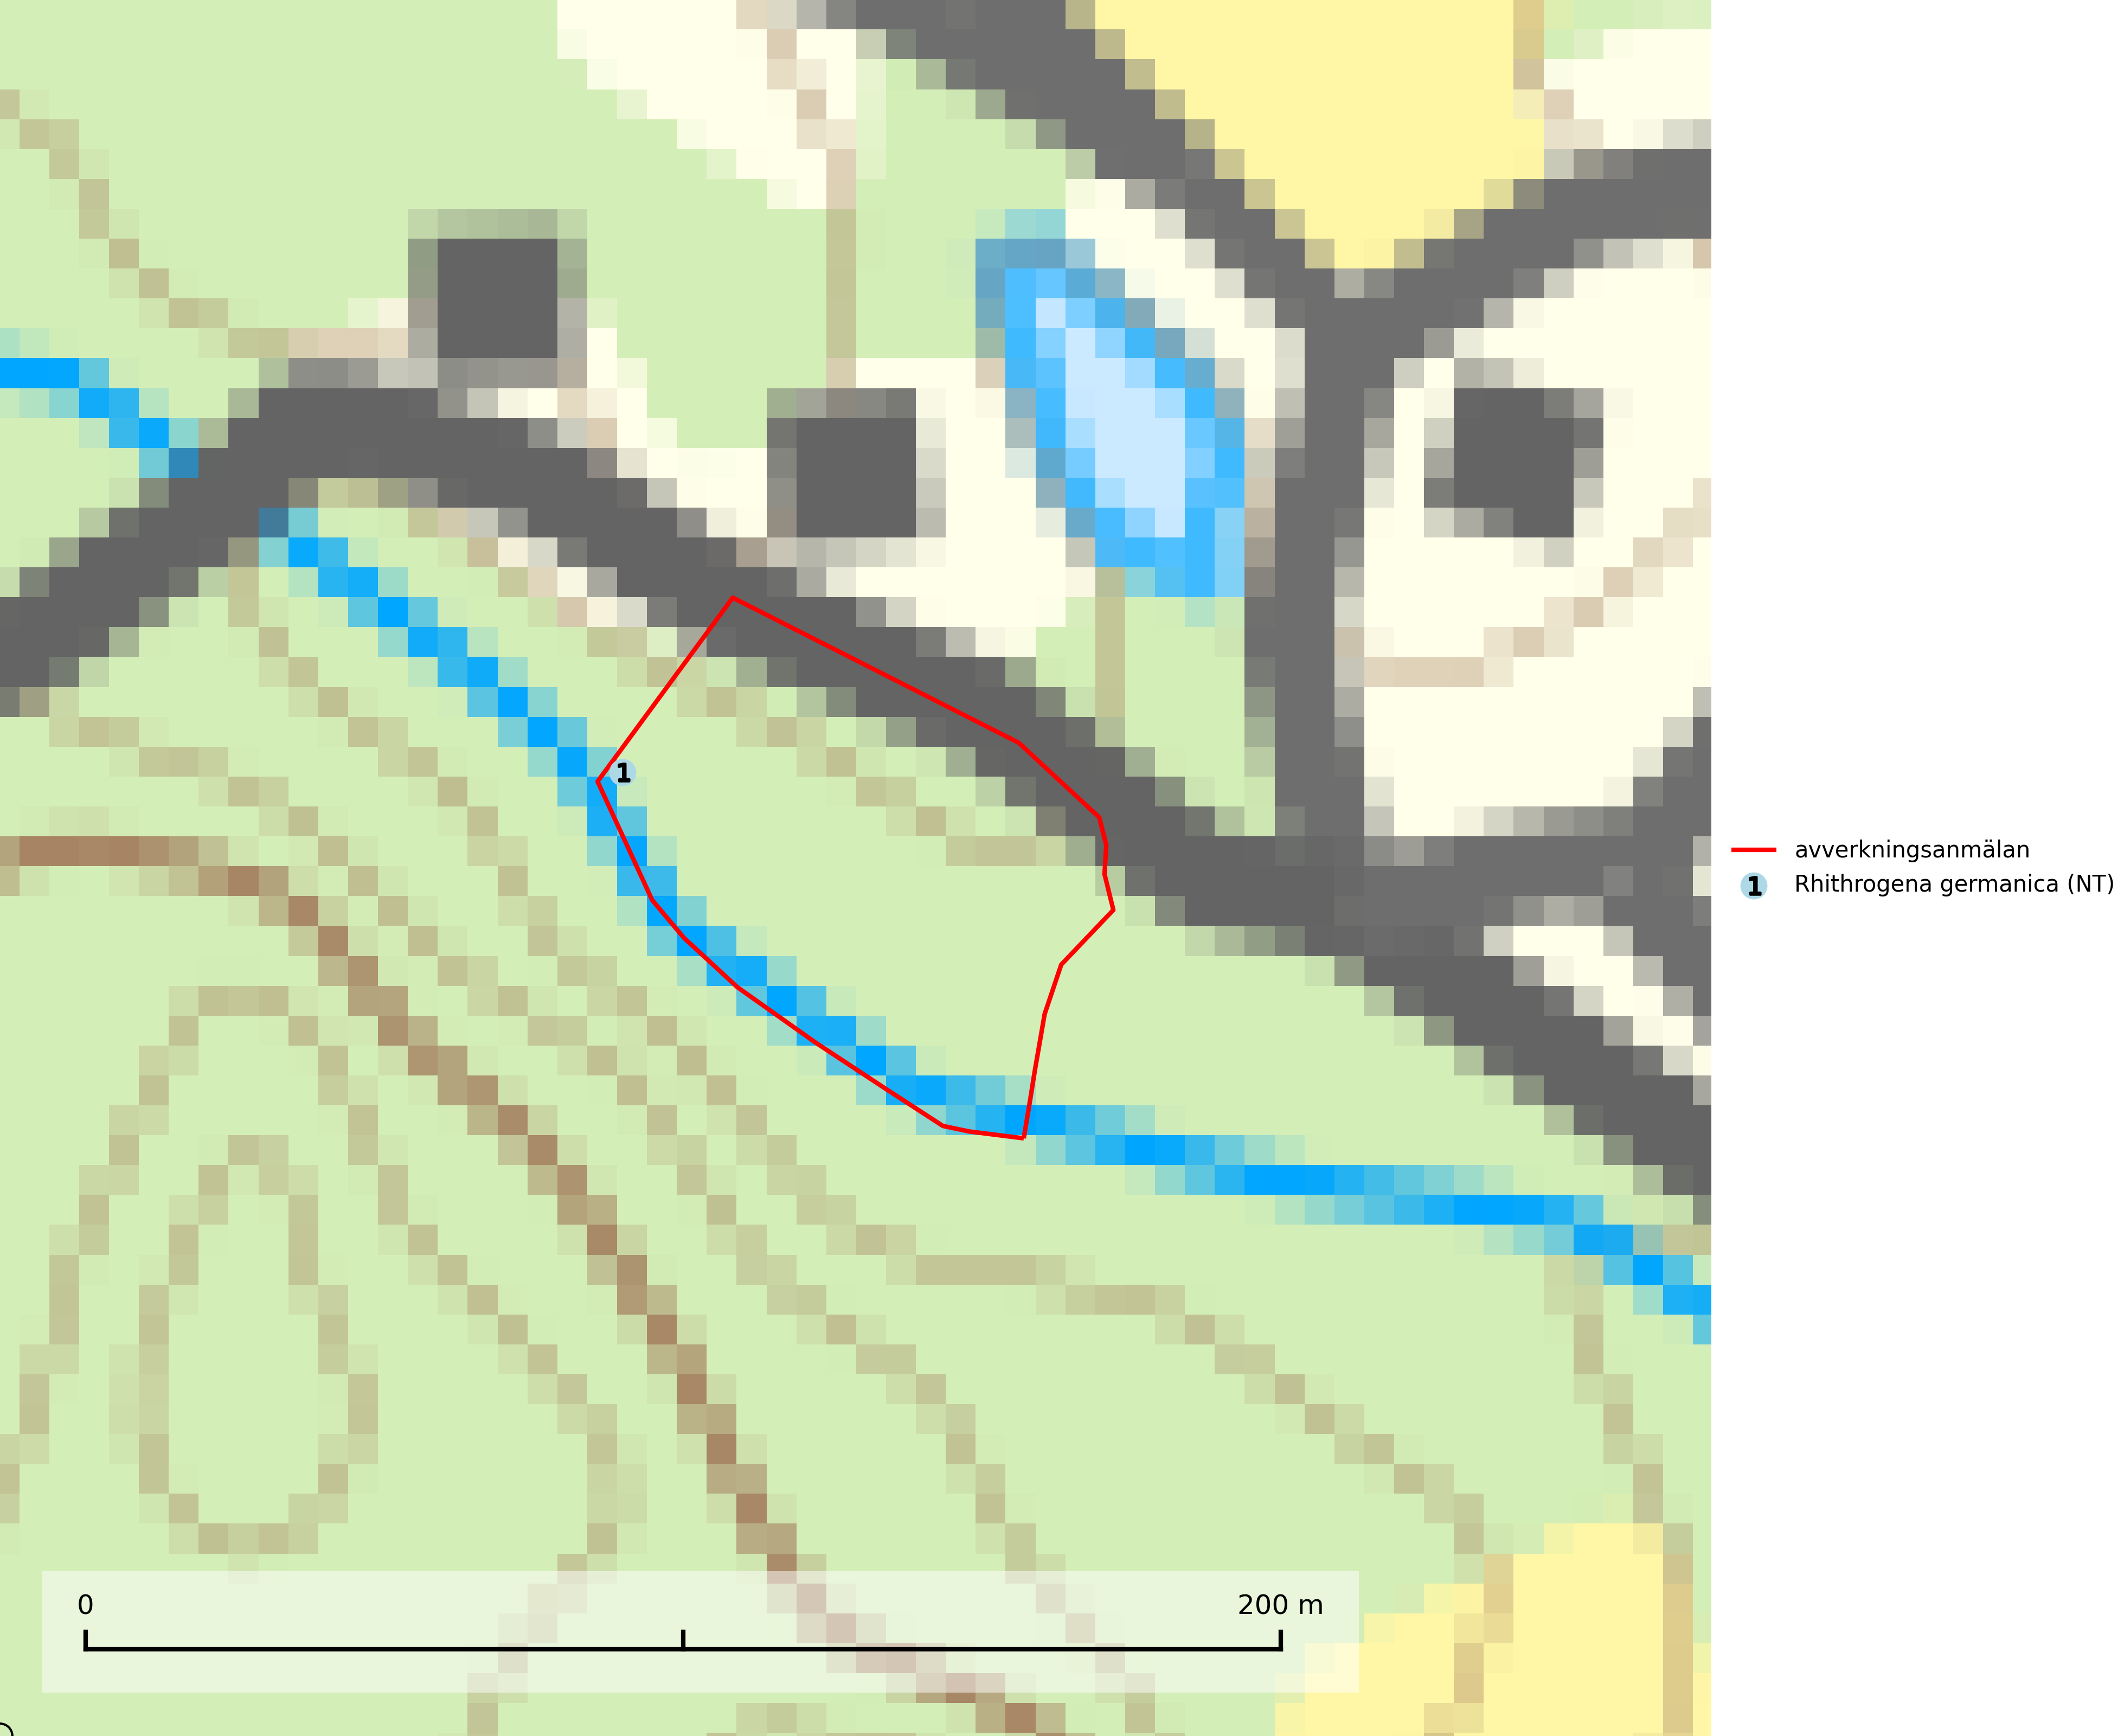 1
avverkningsanmälan
1 Rhithrogena germanica (NT)
0 200 m